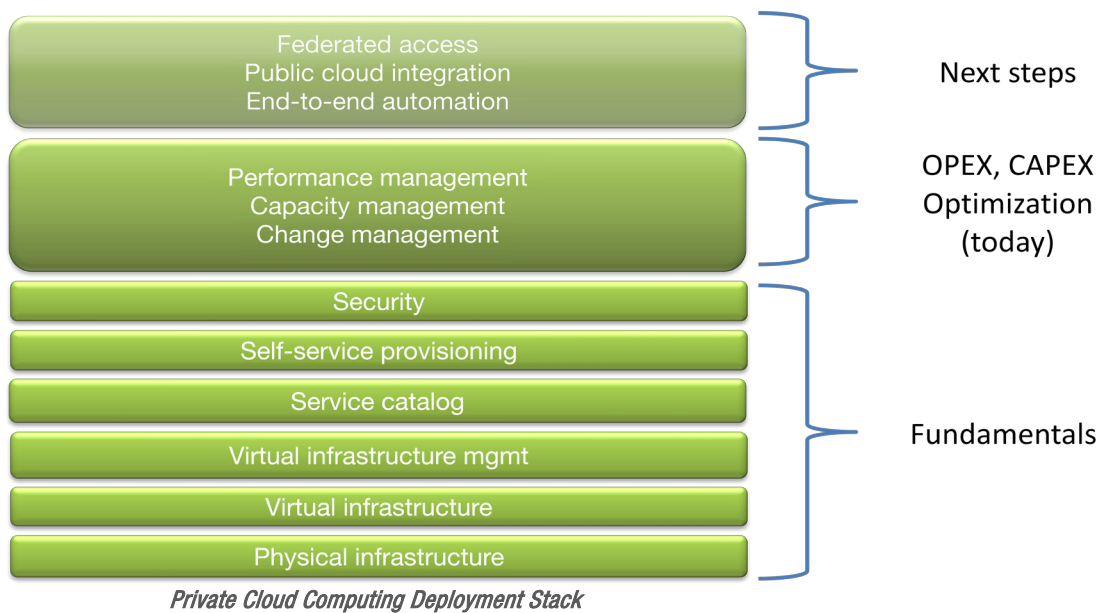 Federated access
Public cloud integration
End-to-end automation
Next steps
Performance management
Capacity management
Change management
OPEX, CAPEX
Optimization
(today)
Security
Self-service provisioning
Service catalog
Virtual infrastructure mgmt
Virtual infrastructure
Physical infrastructure
Fundamentals
Private Cloud Computing Deployment Stack